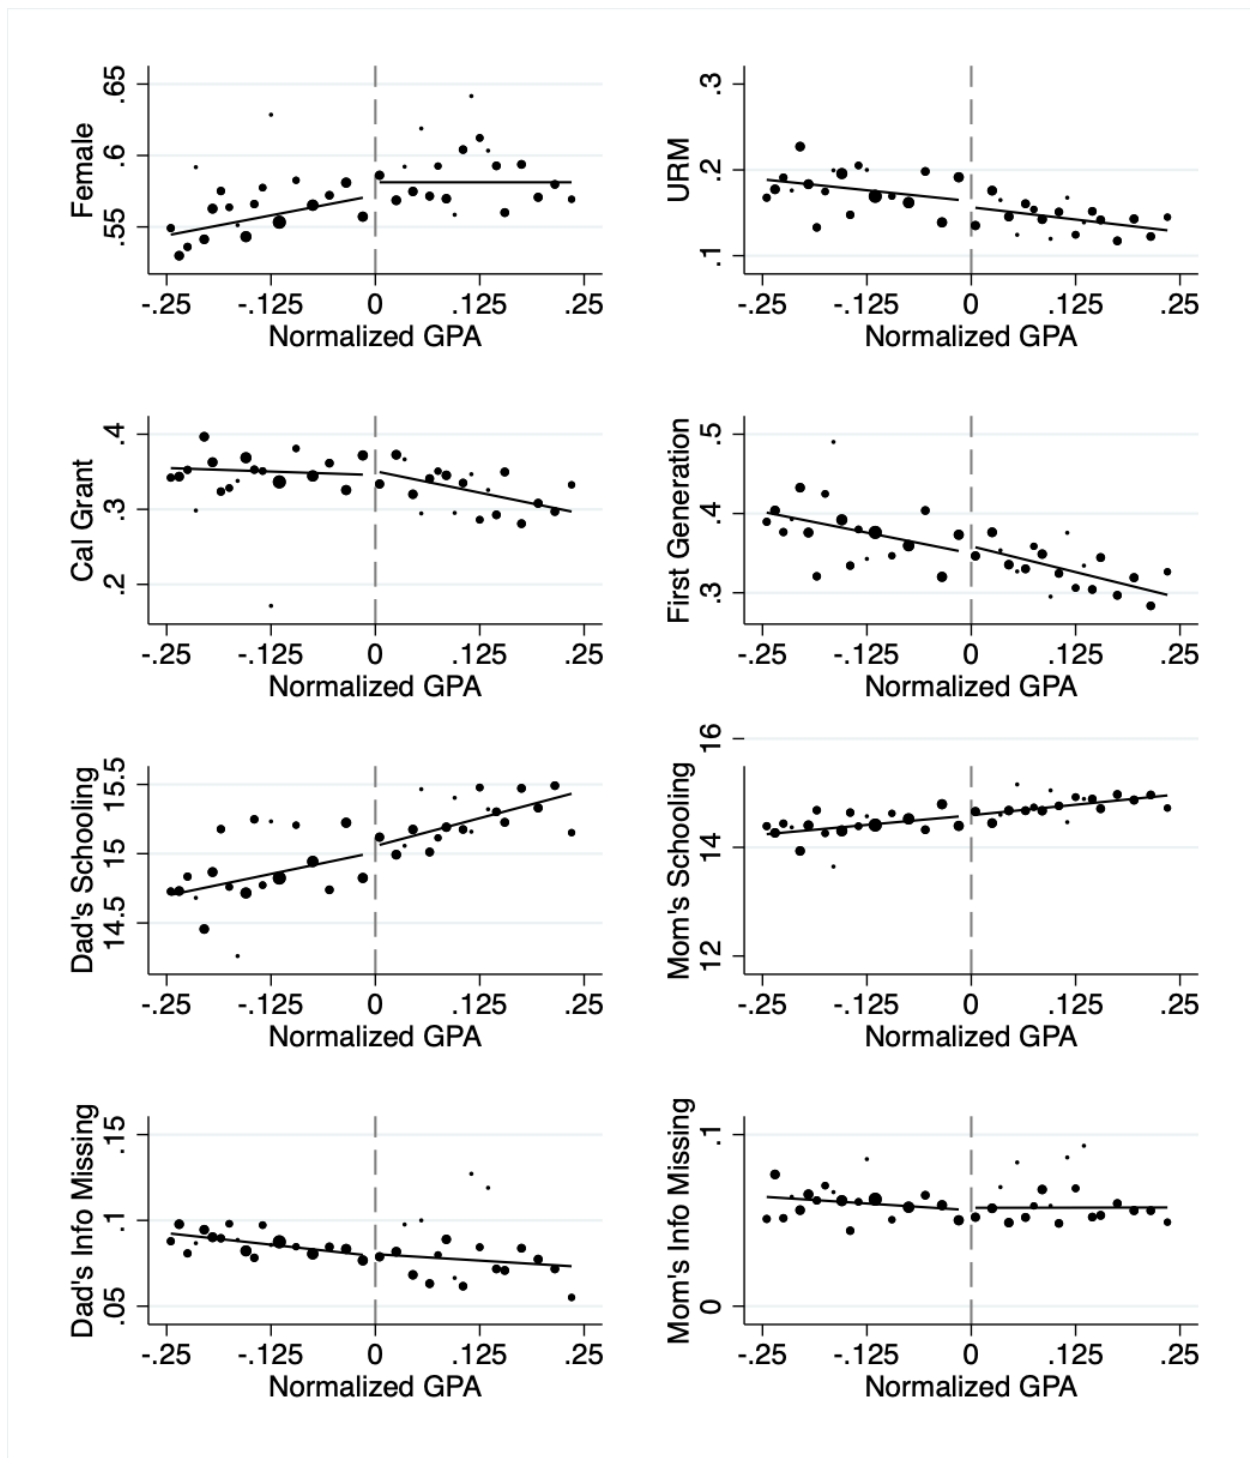 Female
.65
.6
.55
-.25 -.125 0 .125 .25
Normalized GPA
URM
.3
.2
.1
-.25 -.125 0 .125 .25
Normalized GPA
Cal Grant
.4
.3
.2
-.25 -.125 0 .125 .25
Normalized GPA
First Generation
.5
.4
.3
-.25 -.125 0 .125 .25
Normalized GPA
Dad's Schooling
15.5
15
14.5
-.25 -.125 0 .125 .25
Normalized GPA
Mom's Schooling
16
14
12
-.25 -.125 0 .125 .25
Normalized GPA
Dad's Info Missing
.15
.1
.05
-.25 -.125 0 .125 .25
Normalized GPA
Mom's Info Missing
.1
0
-.25 -.125 0 .125 .25
Normalized GPA